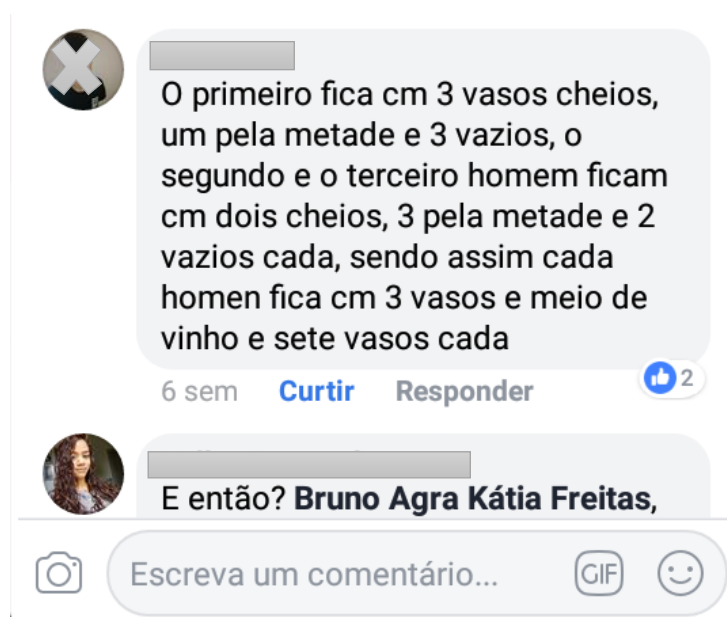 O primeiro fica cm 3 vasos cheios,
um pela metade e 3 vazios, o
segundo e o terceiro homem ficam
cm dois cheios, 3 pela metade e 2
vazios cada, sendo assim cada
homen fica cm 3 vasos e meio de
vinho e sete vasos cada
6 sem Curtir Responder 2
E então? Bruno Agra Kátia Freitas,
Escreva um comentário... GIF